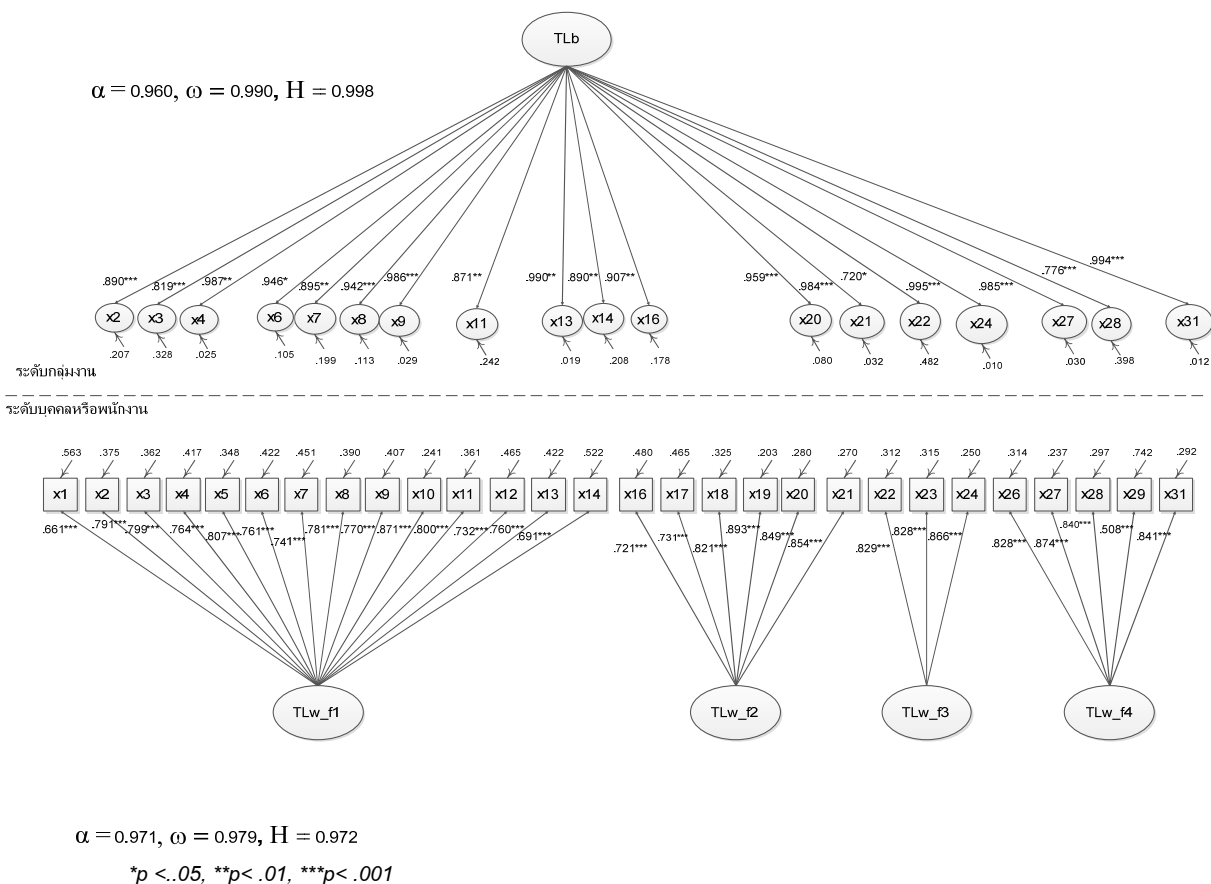 TLb
α = 0.960, ω = 0.990, H = 0.998
.890*** .819*** .987** .946* .895** .942*** .986*** .871** .990** .890** .907** .959*** .984*** .720* .995*** .985*** .776*** .994***
x2 x3 x4 x6 x7 x8 x9 x11 x13 x14 x16 x20 x21 x22 x24 x27 x28 x31
.207 .328 .025 .105 .199 .113 .029 .242 .019 .208 .178 .080 .032 .482 .010 .030 .398 .012
ระดับกลุ่มงาน
ระดับบุคคลหรือพนักงาน
.563 .375 .362 .417 .348 .422 .451 .390 .407 .241 .361 .465 .422 .522 .480 .465 .325 .203 .280 .270 .312 .315 .250 .314 .237 .297 .742 .292
x1 x2 x3 x4 x5 x6 x7 x8 x9 x10 x11 x12 x13 x14 x16 x17 x18 x19 x20 x21 x22 x23 x24 x26 x27 x28 x29 x31
.661*** .791*** .799*** .764*** .807*** .761*** .741*** .781*** .770*** .871*** .800*** .732*** .760*** .691*** .721*** .731*** .821*** .893*** .849*** .854*** .829*** .828*** .866*** .828*** .874*** .840*** .508*** .841***
TLw_f1 TLw_f2 TLw_f3 TLw_f4
α = 0.971, ω = 0.979, H = 0.972
*p <..05, **p< .01, ***p< .001